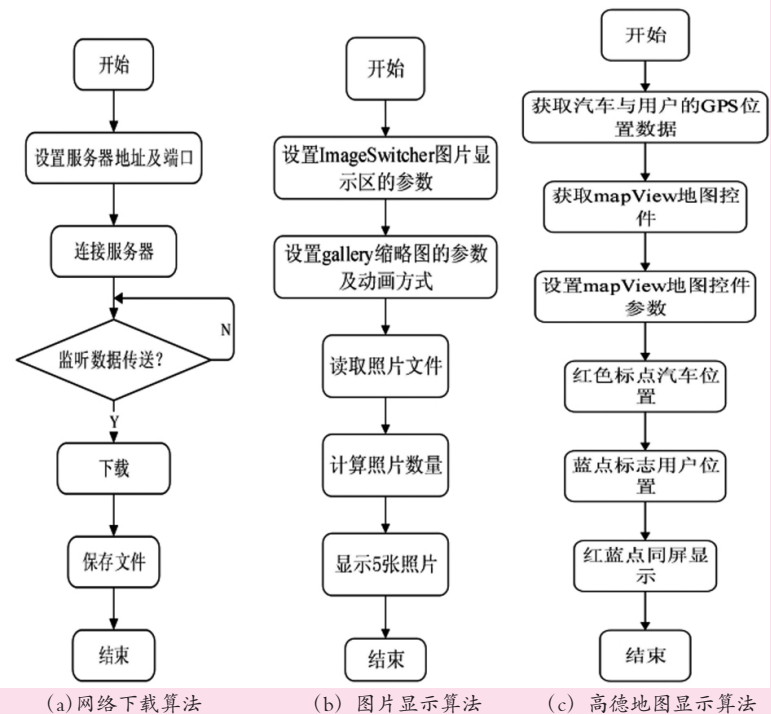 开始
设置服务器地址及端口
连接服务器
N
监听数据传送?
Y
下载
保存文件
结束
(a)网络下载算法
开始
设置ImageSwitcher图片显
示区的参数
设置gallery缩略图的参数
及动画方式
读取照片文件
计算照片数量
显示5张照片
结束
(b) 图片显示算法
开始
获取汽车与用户的GPS位
置数据
获取mapView地图控
件
设置mapView地图控件
参数
红色标点汽车位
置
蓝点标志用户位
置
红蓝点同屏显
示
结束
(c) 高德地图显示算法